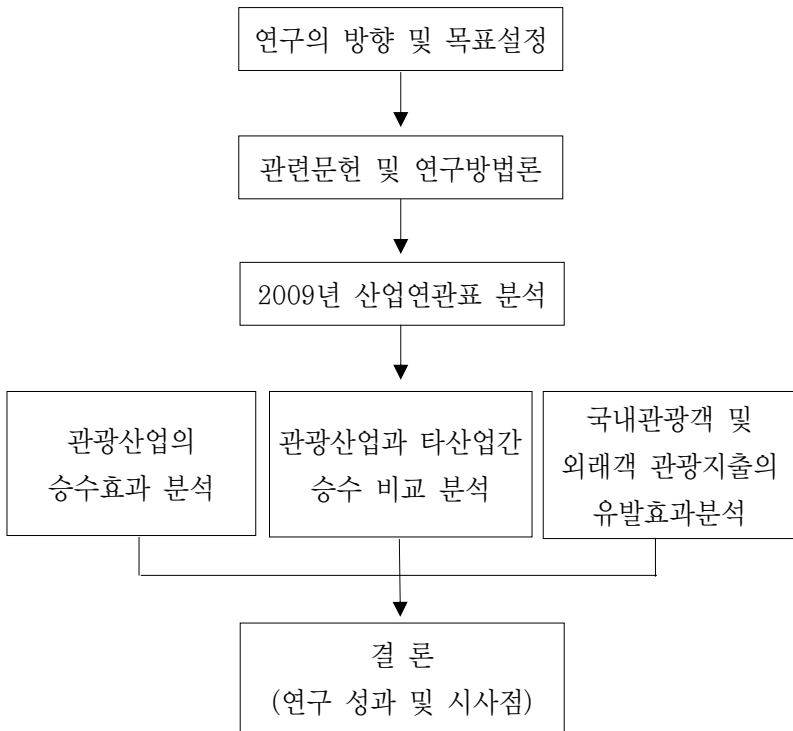 연구의 방향 및 목표설정
관련문헌 및 연구방법론
2009년 산업연관표 분석
관광산업의
승수효과 분석
관광산업과 타산업간
승수 비교 분석
국내관광객 및
외래객 관광지출의
유발효과분석
결 론
(연구 성과 및 시사점)